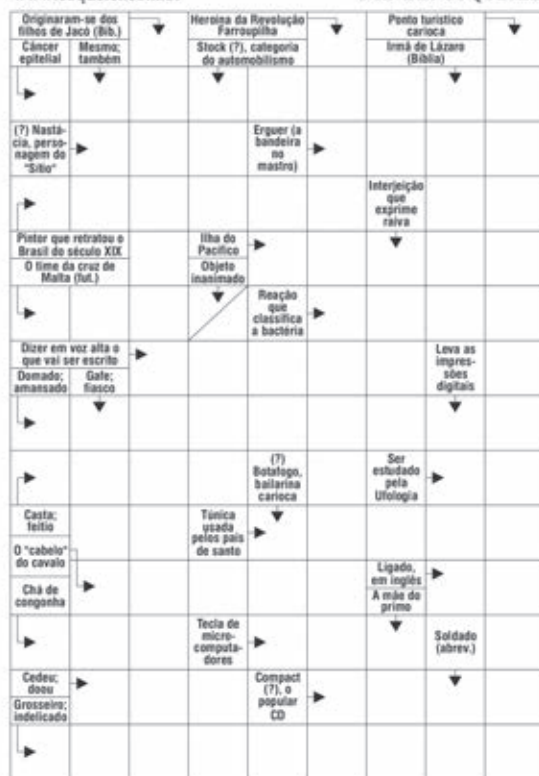 Originaram-se dos
filhos de Jacó (Bíb.)
Câncer
epitelial
Mesmo;
também
Heroína da Revolução
Farroupilha
Stock (?), categoria
do automobilismo
Ponto turístico
carioca
Irmã de Lázaro
(Bíblia)
(?) Nastá-
cia, perso-
nagem do
"Sítio"
Erguer (a
bandeira
no
mastro)
Interjeição
que
exprime
raiva
Pintor que retratou o
Brasil do século XIX
O time da cruz de
Malta (fut.)
Ilha do
Pacífico
Objeto
inanimado
Reação
que
classifica
a bactéria
Dizer em voz alta o
que vai ser escrito
Domado;
amansado
Gafe;
fiasco
Leva as
impres-
sões
digitais
(?)
Botafogo,
bailarina
carioca
Ser
estudado
pela
Ufologia
Casta;
feitio
O "cabelo"
do cavalo
Chá de
congonha
Túnica
usada
pelos pais
de santo
Ligado,
em inglês
A mãe do
primo
Tecla de
micro-
computa-
dores
Soldado
(abrev.)
Cedeu;
doou
Grosseiro;
indelicado
Compact
(?), o
popular
CD